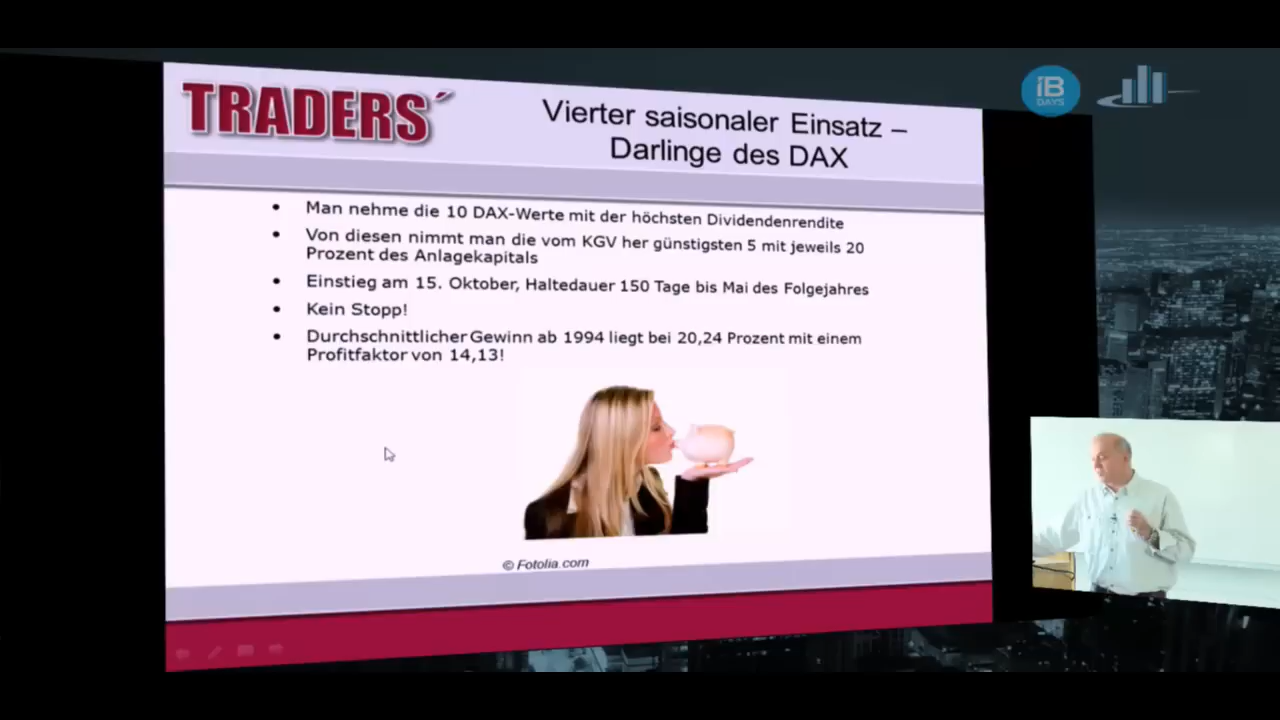 TRADERS´
iB
DAYS
Vierter saisonaler Einsatz –
Darlinge des DAX
• Man nehme die 10 DAX-Werte mit der höchsten Dividendenrendite
• Von diesen nimmt man die vom KGV her günstigsten 5 mit jeweils 20
Prozent des Anlagekapitals
• Einstieg am 15. Oktober, Haltedauer 150 Tage bis Mai des Folgejahres
• Kein Stopp!
• Durchschnittlicher Gewinn ab 1994 liegt bei 20,24 Prozent mit einem
Profitfaktor von 14,13!
© Fotolia.com